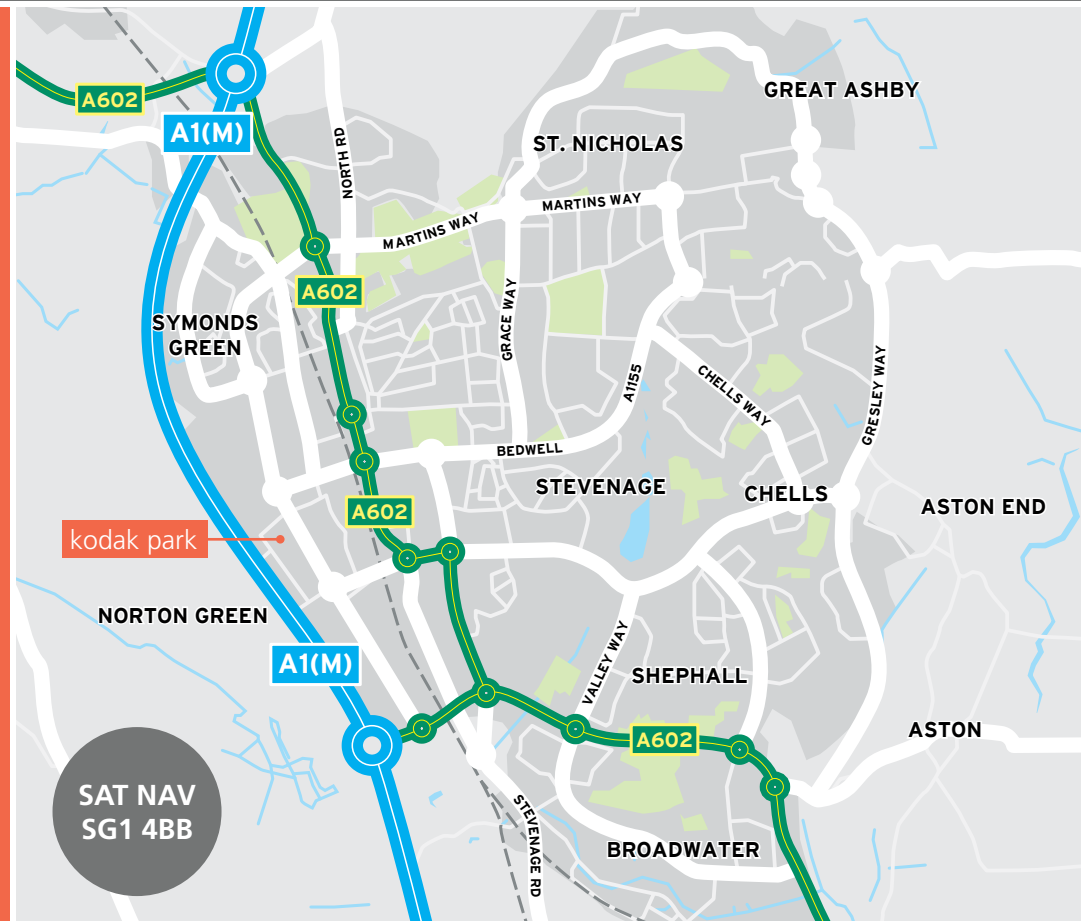 A602
A1(M)
NORTH RD
GREAT ASHBY
ST. NICHOLAS
MARTINS WAY
MARTINS WAY
A602
SYMONDS
GREEN
GRACE WAY
A1155
CHELLS WAY
GRESLEY WAY
BEDWELL
STEVENAGE
CHELLS
ASTON END
A602
kodak park
NORTON GREEN
A1(M)
VALLEY WAY
SHEPHALL
A602
ASTON
SAT NAV
SG1 4BB
STEVENAGE RD
BROADWATER